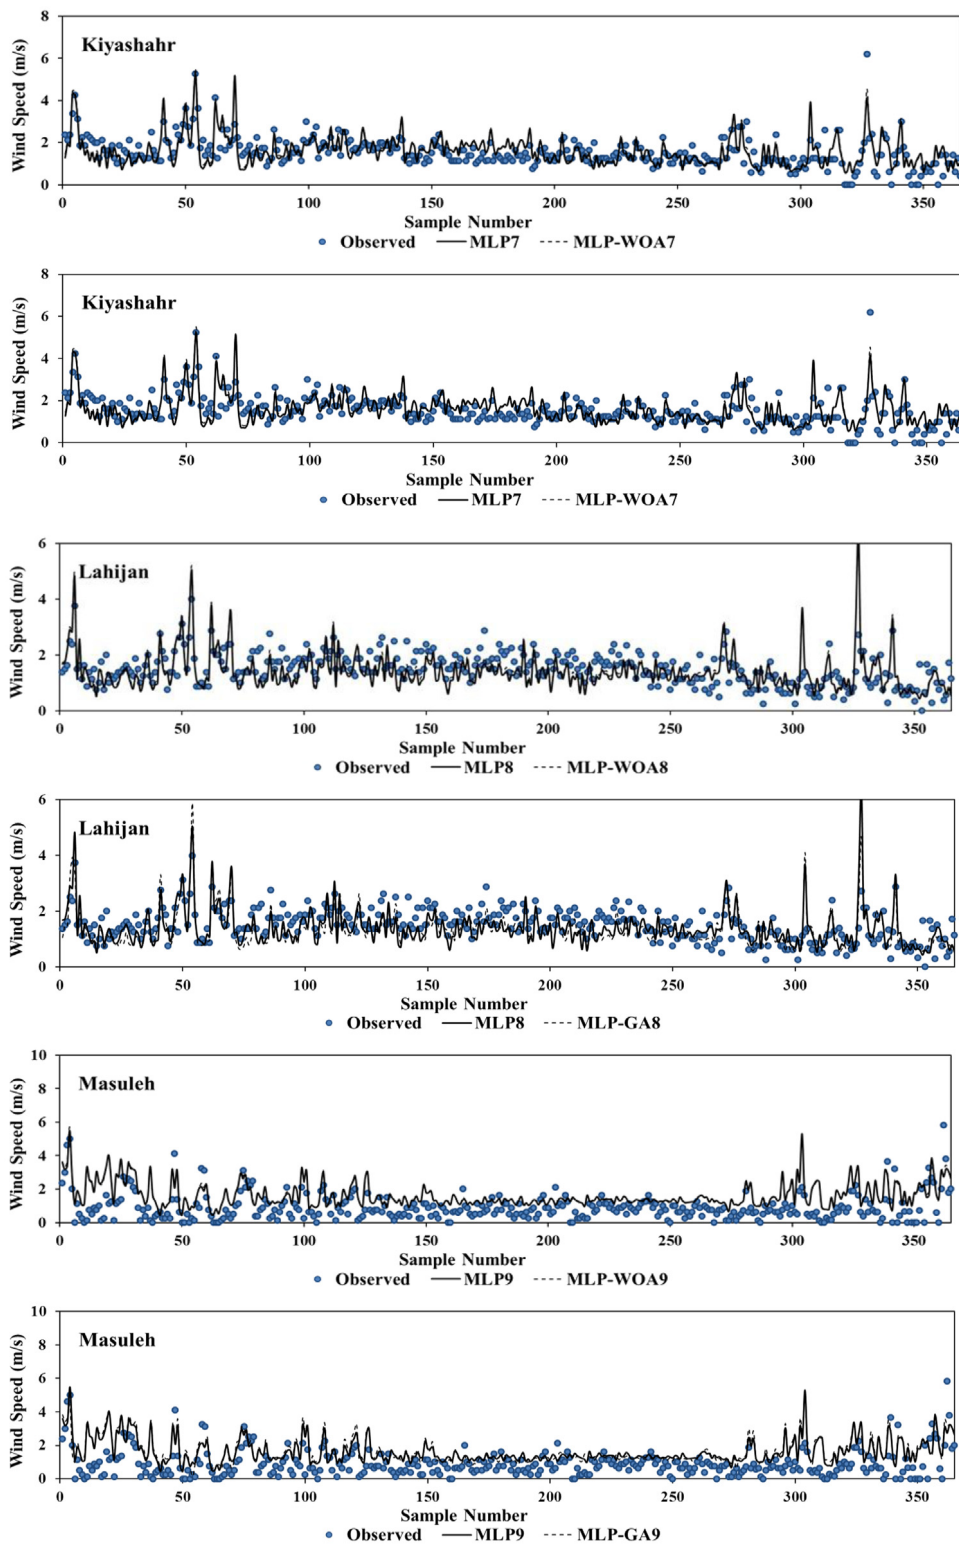 Kiyashahr
Wind Speed (m/s)
8
6
4
2
0
0 50 100 150 200 250 300 350
Sample Number
Observed MLP7 MLP-WOA7
Kiyashahr
Wind Speed (m/s)
8
6
4
2
0
0 50 100 150 200 250 300 350
Sample Number
Observed MLP7 MLP-WOA7
Lahijan
Wind Speed (m/s)
6
4
2
0
0 50 100 150 200 250 300 350
Sample Number
Observed MLP8 MLP-WOA8
Lahijan
Wind Speed (m/s)
6
4
2
0
0 50 100 150 200 250 300 350
Sample Number
Observed MLP8 MLP-GA8
Masuleh
Wind Speed (m/s)
10
8
6
4
2
0
0 50 100 150 200 250 300 350
Sample Number
Observed MLP9 MLP-WOA9
Masuleh
Wind Speed (m/s)
10
8
6
4
2
0
0 50 100 150 200 250 300 350
Sample Number
Observed MLP9 MLP-GA9